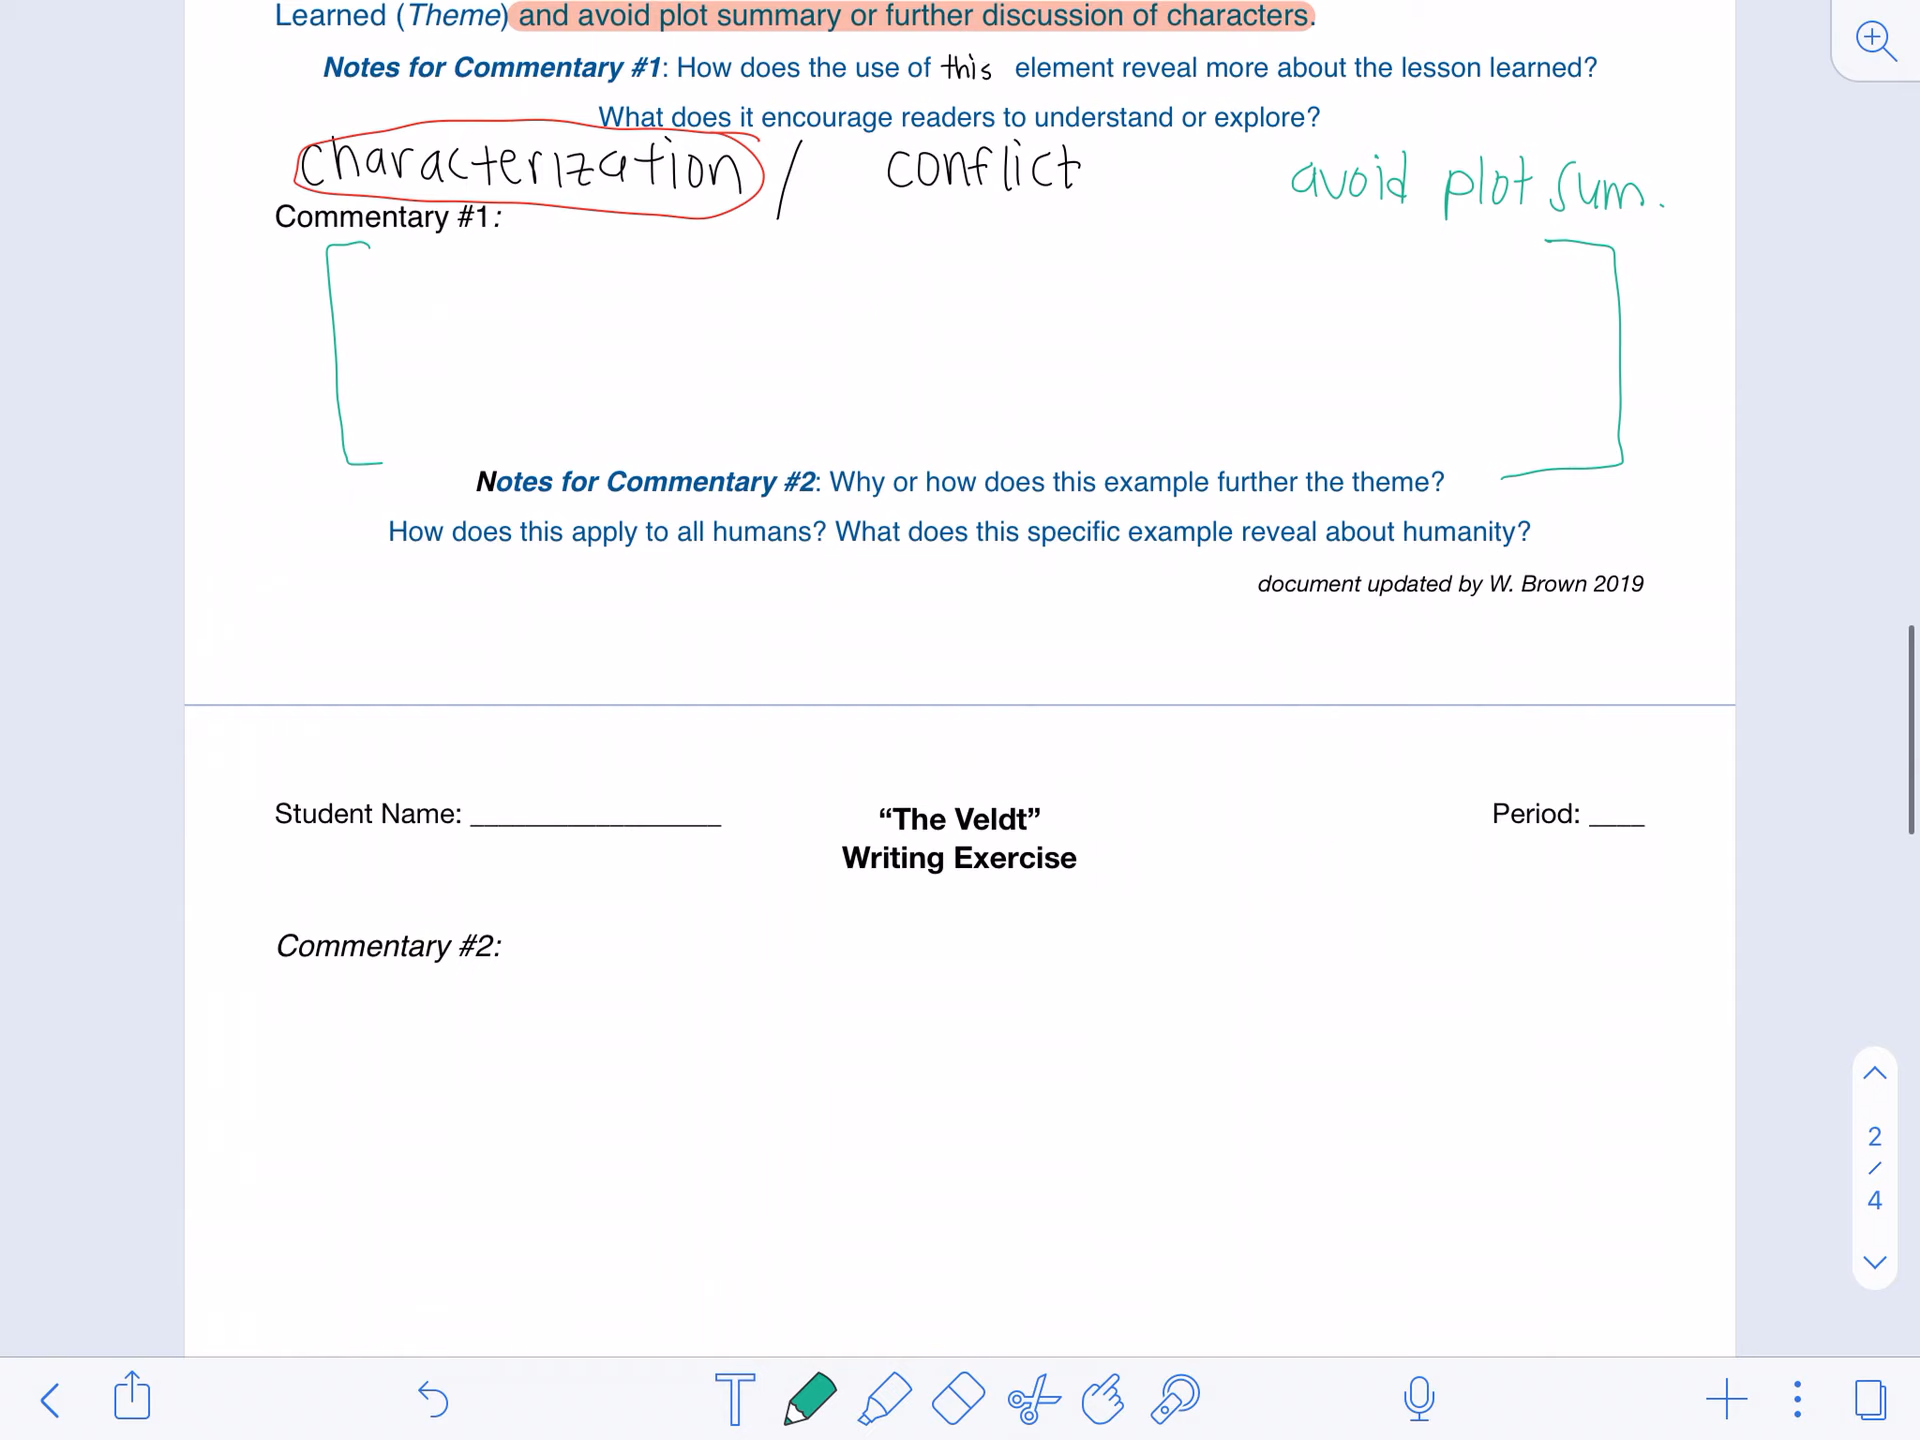 Learned (Theme) and avoid plot summary or further discussion of characters.
Notes for Commentary #1: How does the use of this element reveal more about the lesson learned?
What does it encourage readers to understand or explore?
characterization / conflict avoid plot sum.
Commentary #1:
Notes for Commentary #2: Why or how does this example further the theme?
How does this apply to all humans? What does this specific example reveal about humanity?
document updated by W. Brown 2019
Student Name: __________________ “The Veldt” Period: ____
Writing Exercise
Commentary #2:
2
/
4